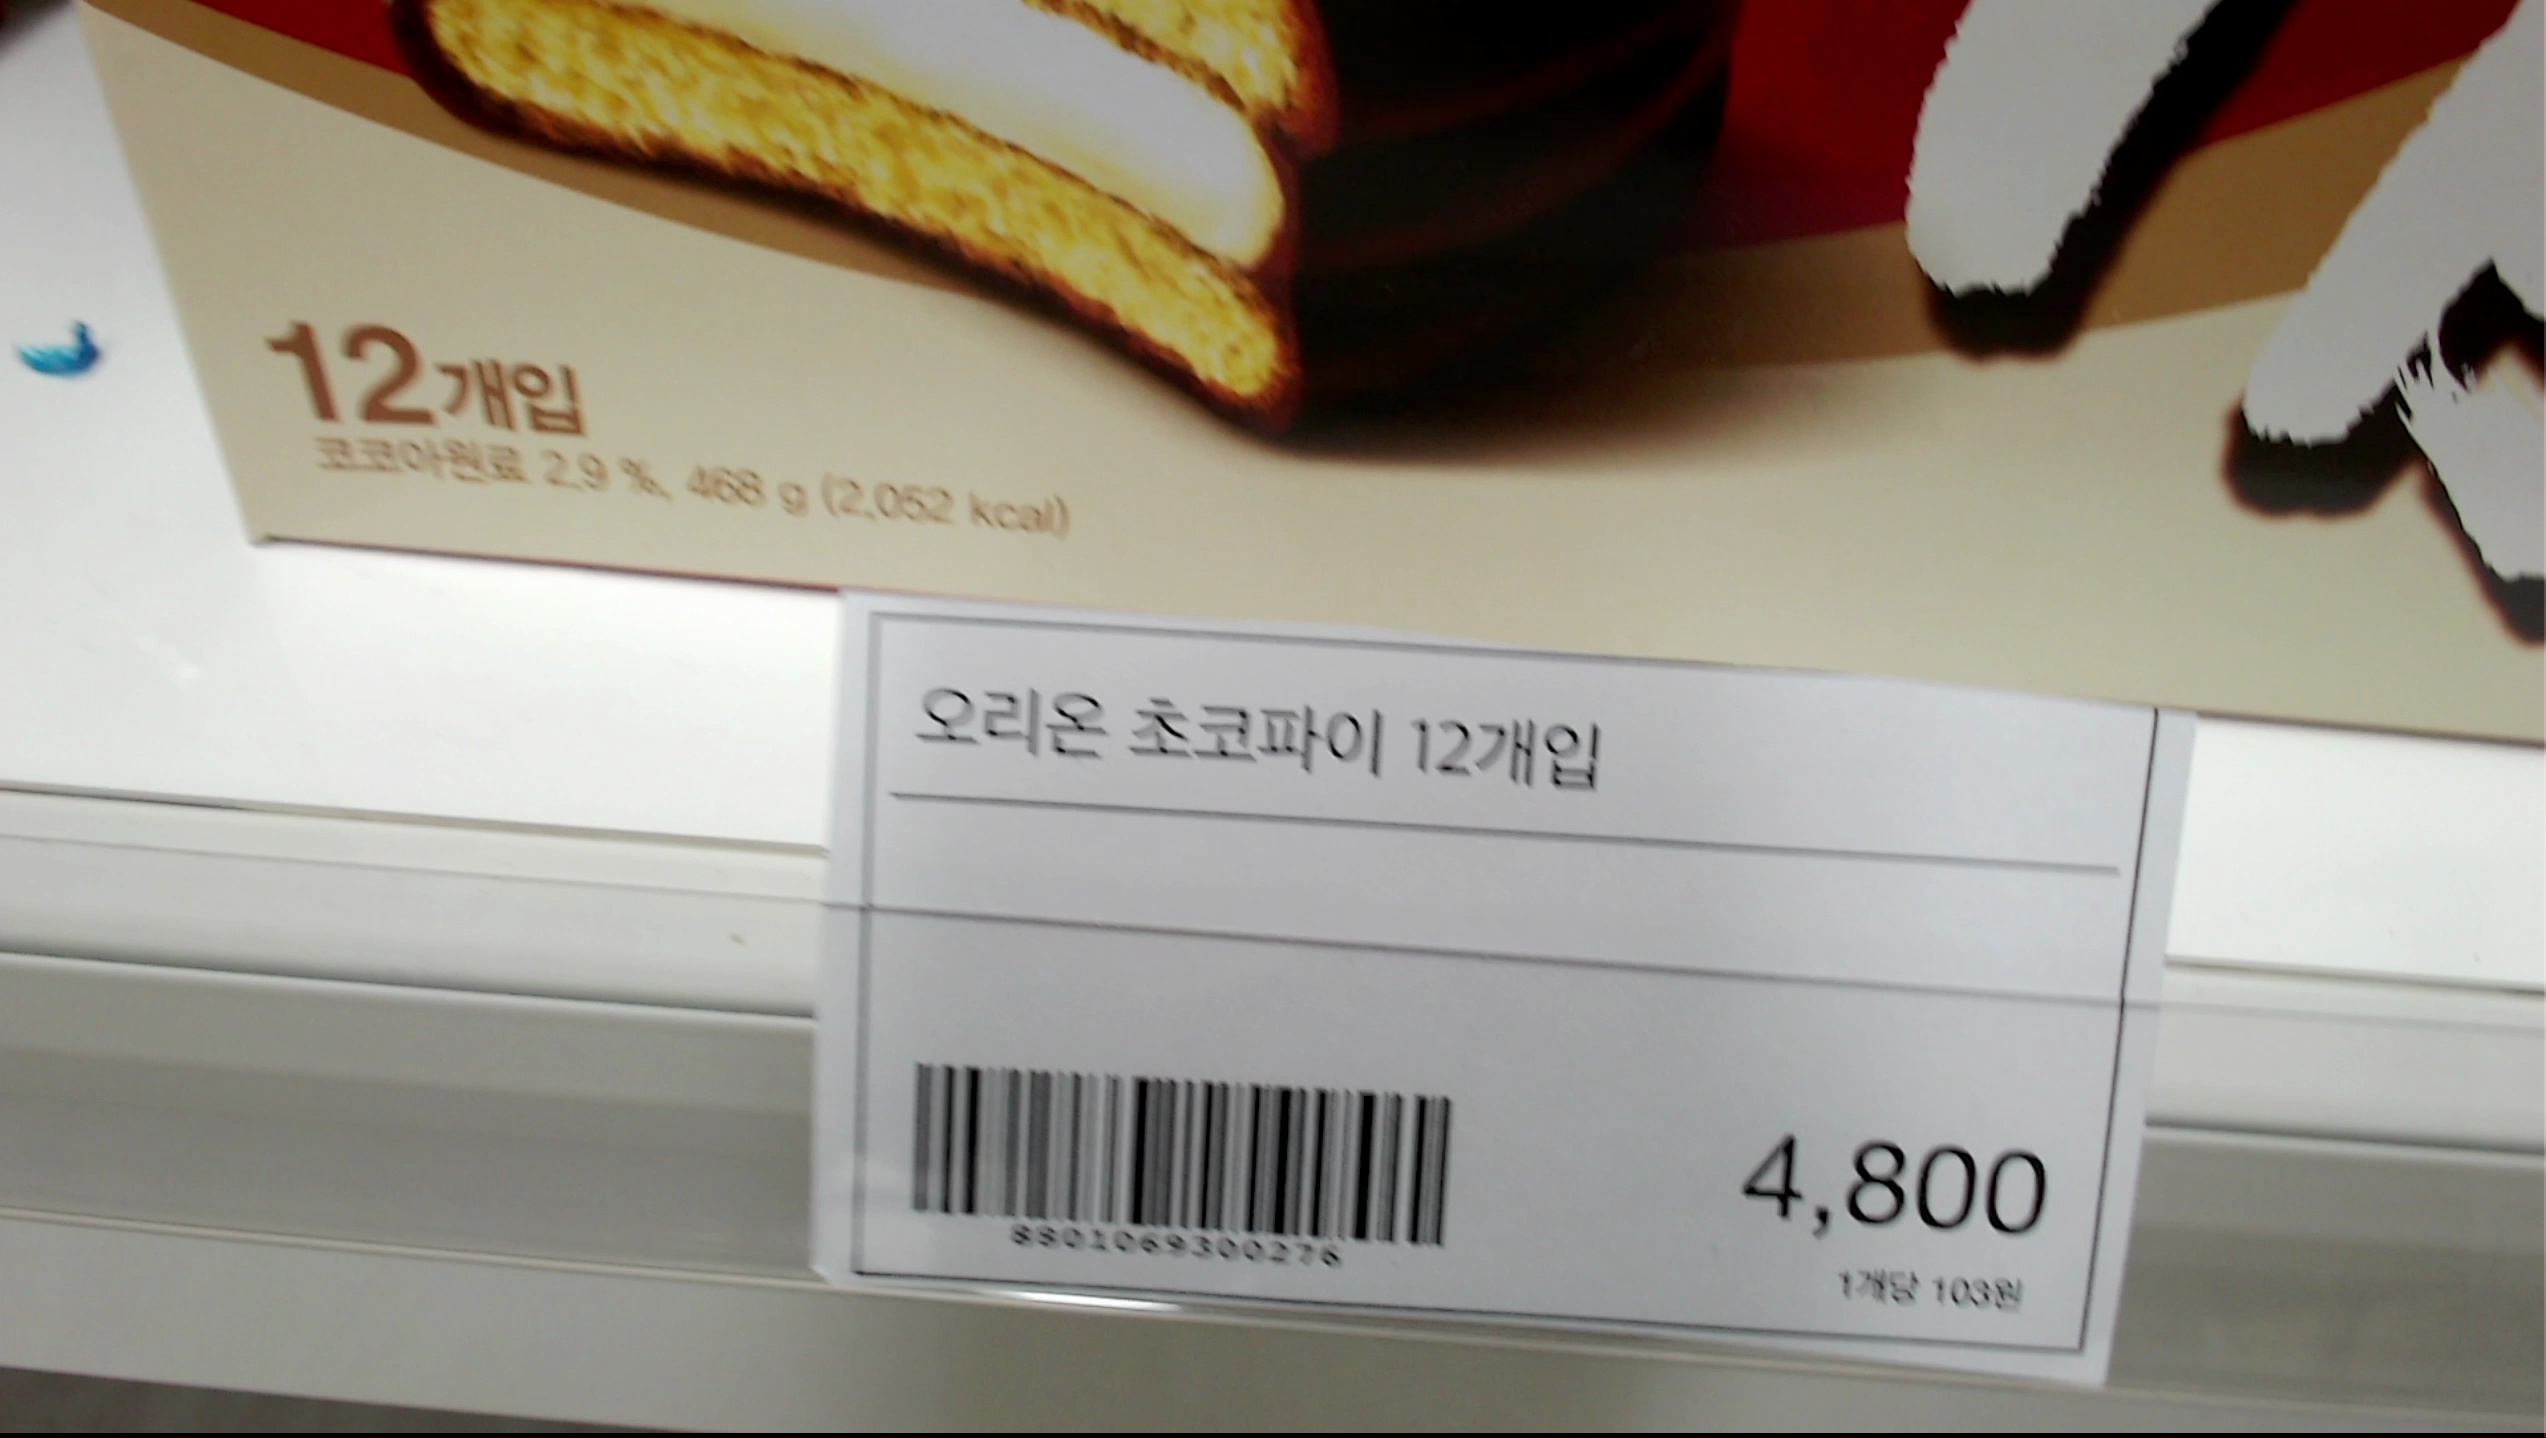 12개입
코코아원료 2.9 %, 468 g (2,052 kcal)
오리온 초코파이 12개입
8801069300276
4,800
1개당 103원